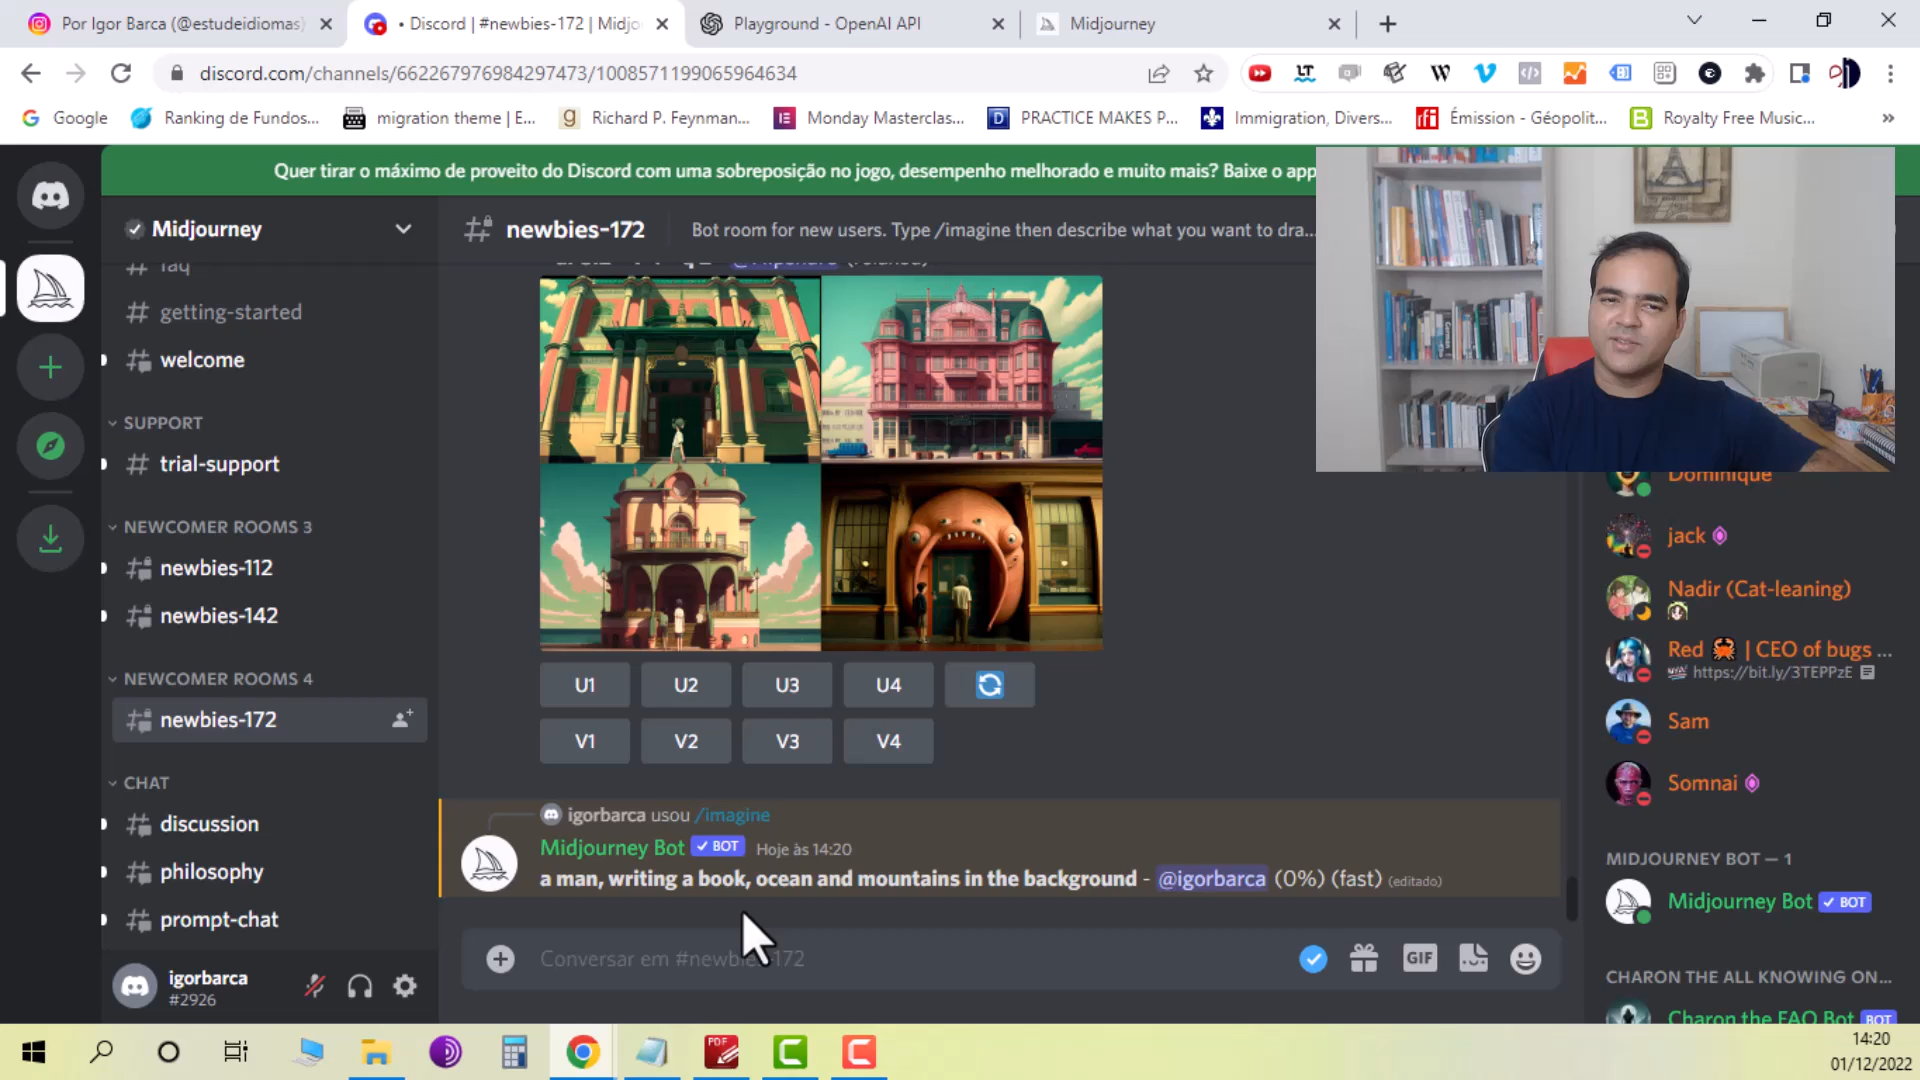 Por Igor Barca (@estudeidiomas)
• Discord | #newbies-172 | Midjo
Playground - OpenAI API
Midjourney
discord.com/channels/662267976984297473/1008571199065964634
Google
Ranking de Fundos...
migration theme | E...
Richard P. Feynman...
Monday Masterclas...
PRACTICE MAKES P...
Immigration, Divers...
Émission - Géopolit...
Royalty Free Music...
»
Quer tirar o máximo de proveito do Discord com uma sobreposição no jogo, desempenho melhorado e muito mais? Baixe o app
Midjourney
newbies-172
Bot room for new users. Type /imagine then describe what you want to dra...
faq
getting-started
welcome
SUPPORT
trial-support
NEWCOMER ROOMS 3
newbies-112
newbies-142
NEWCOMER ROOMS 4
newbies-172
CHAT
discussion
philosophy
prompt-chat
igorbarca
#2926
U1
U2
U3
U4
V1
V2
V3
V4
igorbarca usou /imagine
Midjourney Bot ✓ BOT Hoje às 14:20
a man, writing a book, ocean and mountains in the background - @igorbarca (0%) (fast) (editado)
Conversar em #newbies-172
GIF
Dominique
jack
Nadir (Cat-leaning)
Red 🦀 | CEO of bugs ...
https://bit.ly/3TEPPzE
Sam
Somnai
MIDJOURNEY BOT — 1
Midjourney Bot ✓ BOT
CHARON THE ALL KNOWING ON...
Charon the FAQ Bot BOT
PDF
14:20
01/12/2022